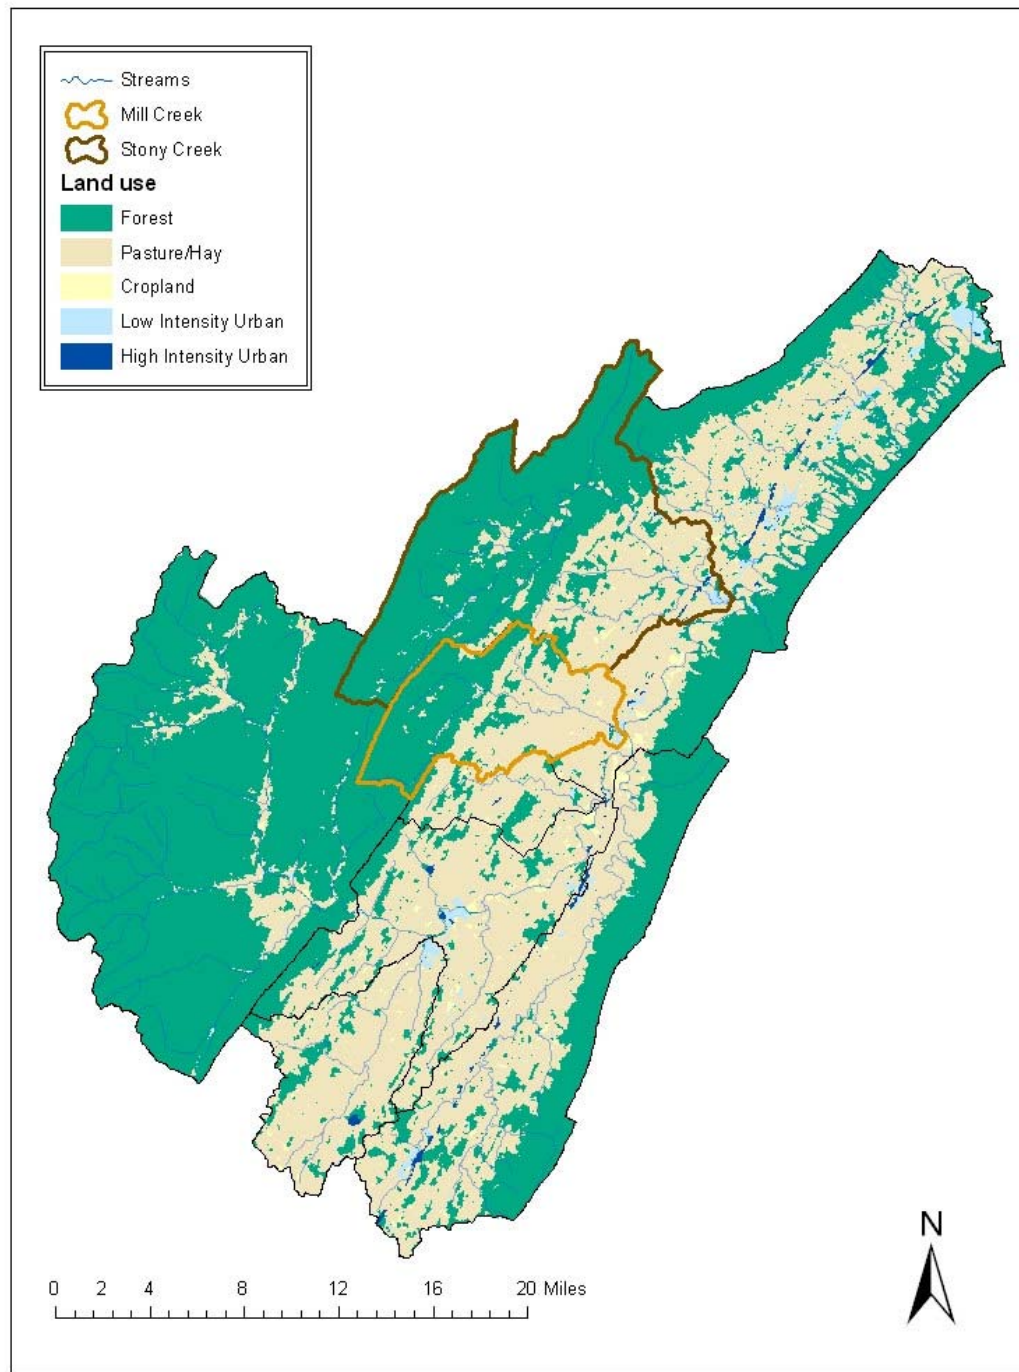 Streams
Mill Creek
Stony Creek
Land use
Forest
Pasture/Hay
Cropland
Low Intensity Urban
High Intensity Urban
N
0 2 4 8 12 16 20 Miles